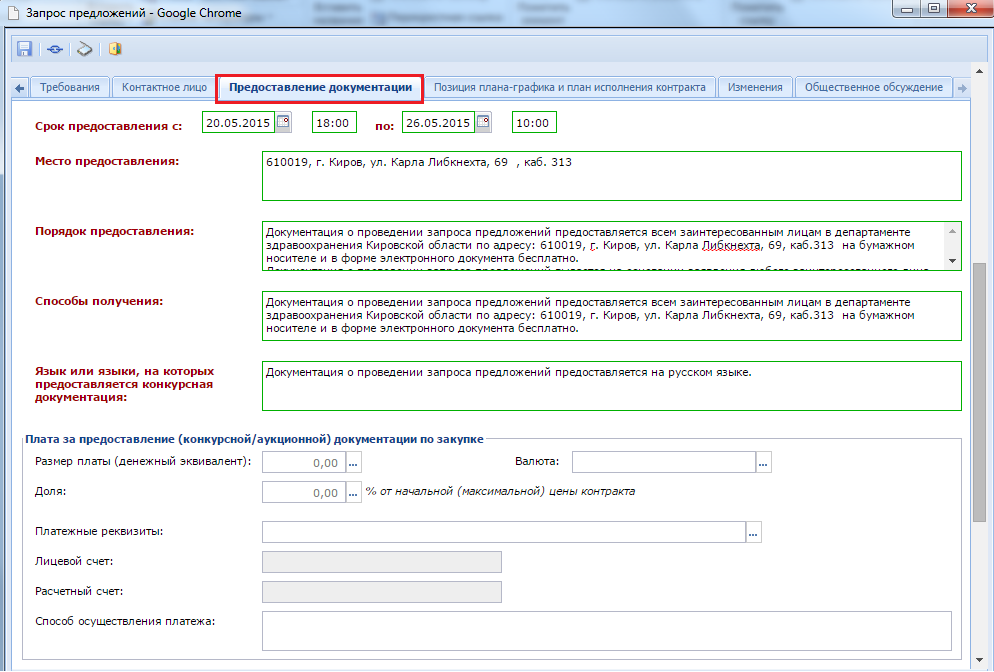 Запрос предложений - Google Chrome
Требования Контактное лицо Предоставление документации Позиция плана-графика и план исполнения контракта Изменения Общественное обсуждение
Срок предоставления с: 20.05.2015 18:00 по: 26.05.2015 10:00
Место предоставления: 610019, г. Киров, ул. Карла Либкнехта, 69 , каб. 313
Порядок предоставления: Документация о проведении запроса предложений предоставляется всем заинтересованным лицам в департаменте
здравоохранения Кировской области по адресу: 610019, г. Киров, ул. Карла Либкнехта, 69, каб.313 на бумажном
носителе и в форме электронного документа бесплатно.
Способы получения: Документация о проведении запроса предложений предоставляется всем заинтересованным лицам в департаменте
здравоохранения Кировской области по адресу: 610019, г. Киров, ул. Карла Либкнехта, 69, каб.313 на бумажном
носителе и в форме электронного документа бесплатно.
Язык или языки, на которых
предоставляется конкурсная
документация:
Документация о проведении запроса предложений предоставляется на русском языке.
Плата за предоставление (конкурсной/аукционной) документации по закупке
Размер платы (денежный эквивалент): 0,00 ... Валюта: ...
Доля: 0,00 ... % от начальной (максимальной) цены контракта
Платежные реквизиты: ...
Лицевой счет:
Расчетный счет:
Способ осуществления платежа: